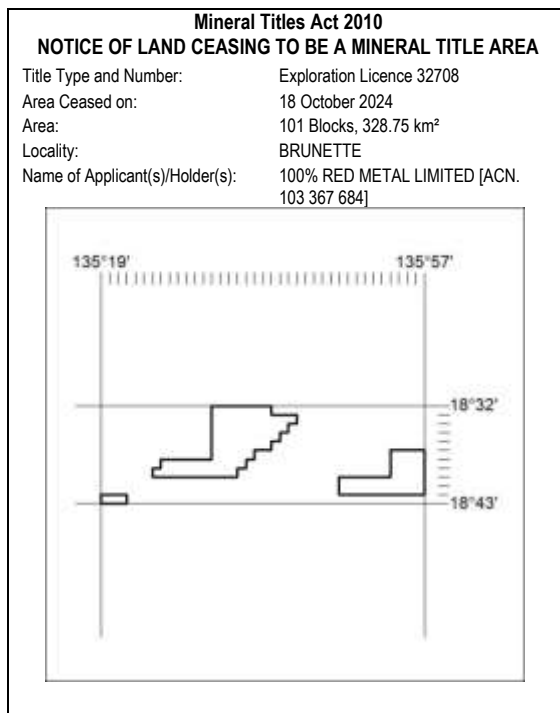 Mineral Titles Act 2010
NOTICE OF LAND CEASING TO BE A MINERAL TITLE AREA
Title Type and Number: Exploration Licence 32708
Area Ceased on: 18 October 2024
Area: 101 Blocks, 328.75 km²
Locality: BRUNETTE
Name of Applicant(s)/Holder(s): 100% RED METAL LIMITED [ACN.
103 367 684]
135°19' 135°57'
18°32'
18°43'